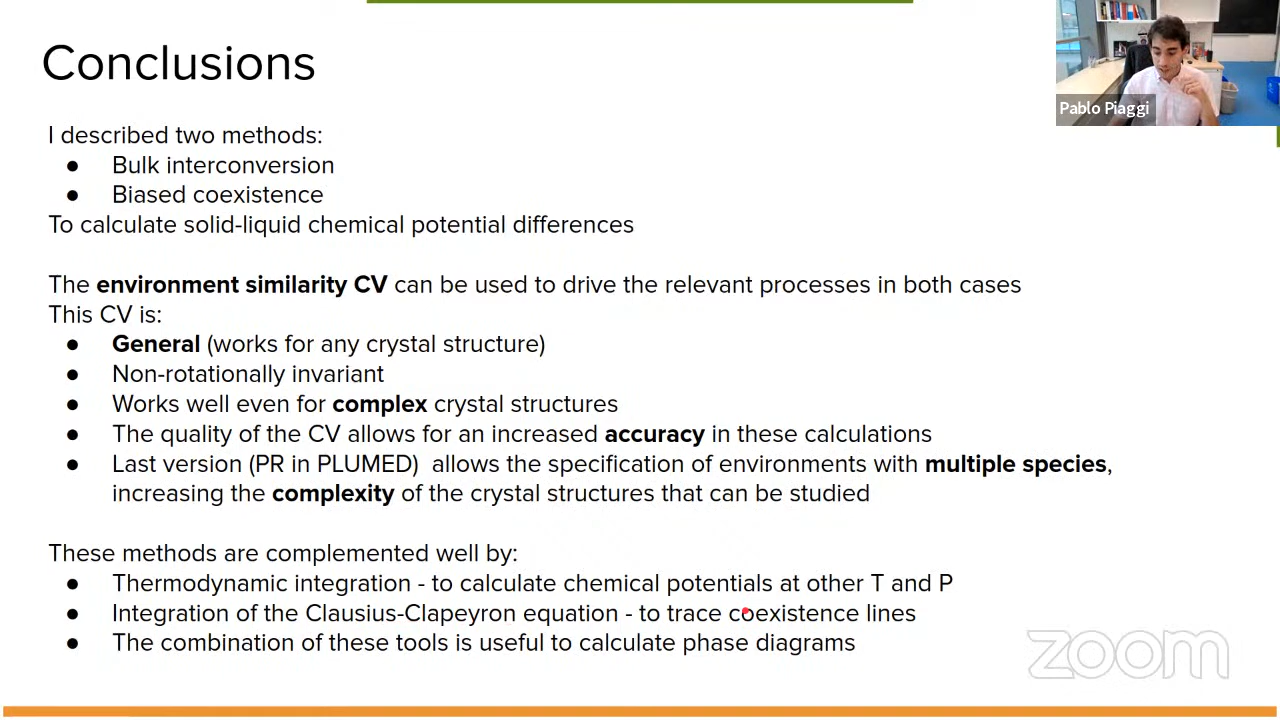 Conclusions
Pablo Piaggi
I described two methods:
● Bulk interconversion
● Biased coexistence
To calculate solid-liquid chemical potential differences
The environment similarity CV can be used to drive the relevant processes in both cases
This CV is:
● General (works for any crystal structure)
● Non-rotationally invariant
● Works well even for complex crystal structures
● The quality of the CV allows for an increased accuracy in these calculations
● Last version (PR in PLUMED) allows the specification of environments with multiple species,
increasing the complexity of the crystal structures that can be studied
These methods are complemented well by:
● Thermodynamic integration - to calculate chemical potentials at other T and P
● Integration of the Clausius-Clapeyron equation - to trace coexistence lines
● The combination of these tools is useful to calculate phase diagrams
zoom